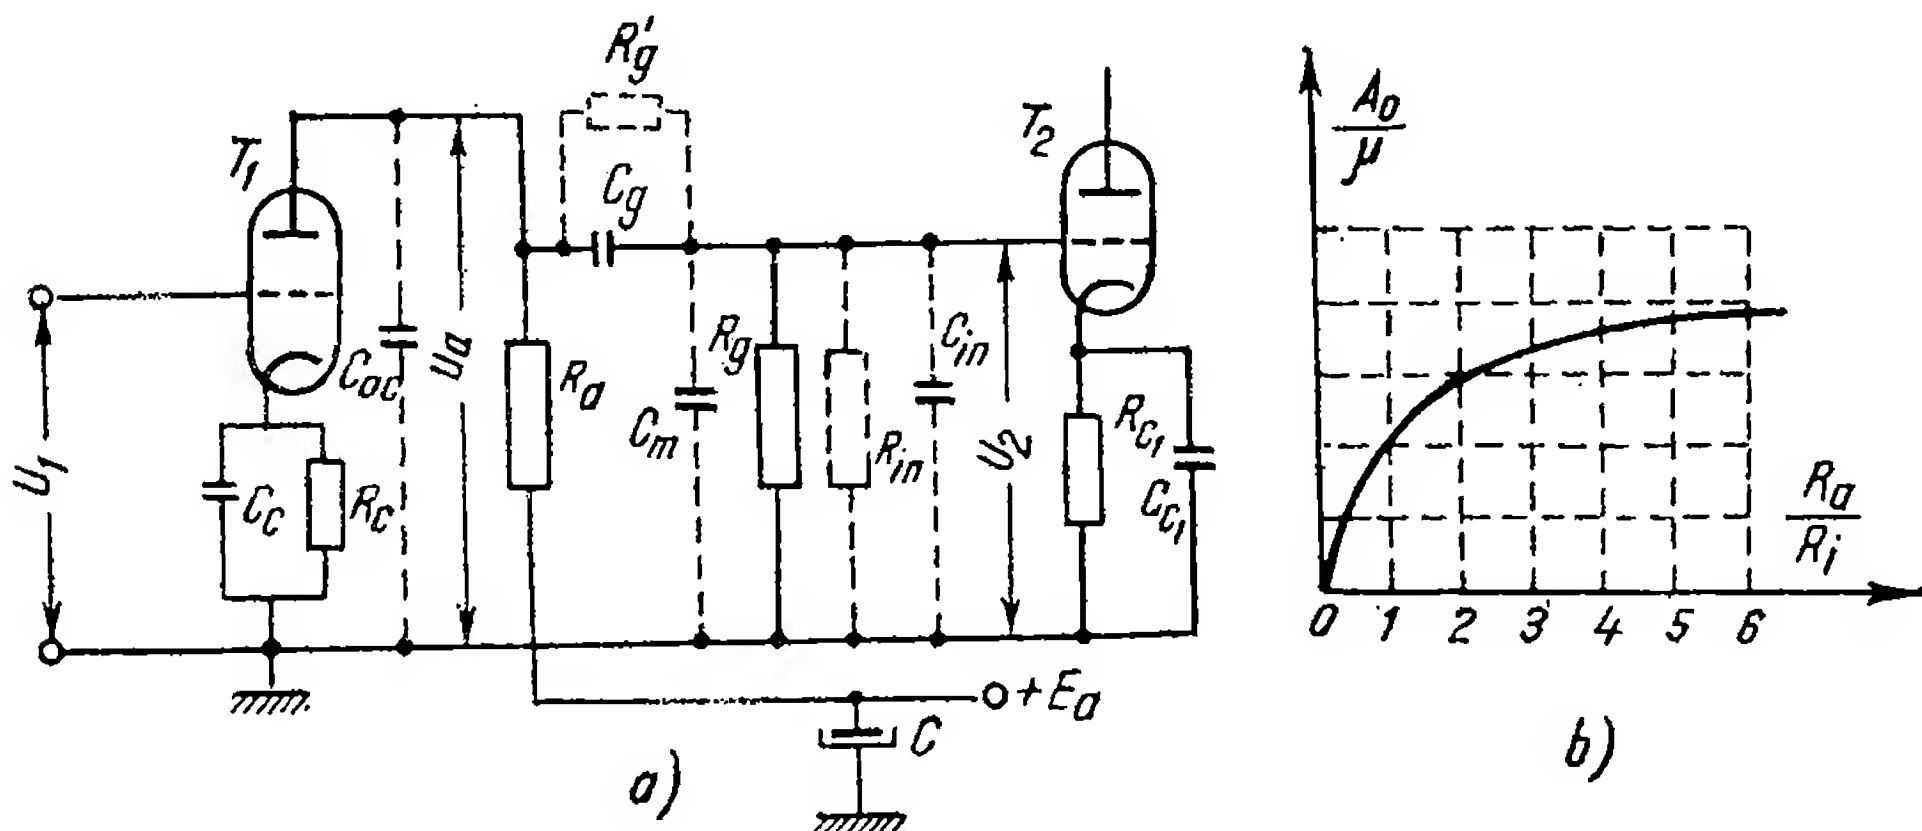 R'g
T1
Coc
Ua
Cg
T2
U1
Cc
Rc
Ra
Cm
Rg
Rin
Cin
U2
Rc1
Cc1
+Ea
C
a)
A0
μ
Ra
Ri
0 1 2 3 4 5 6
b)